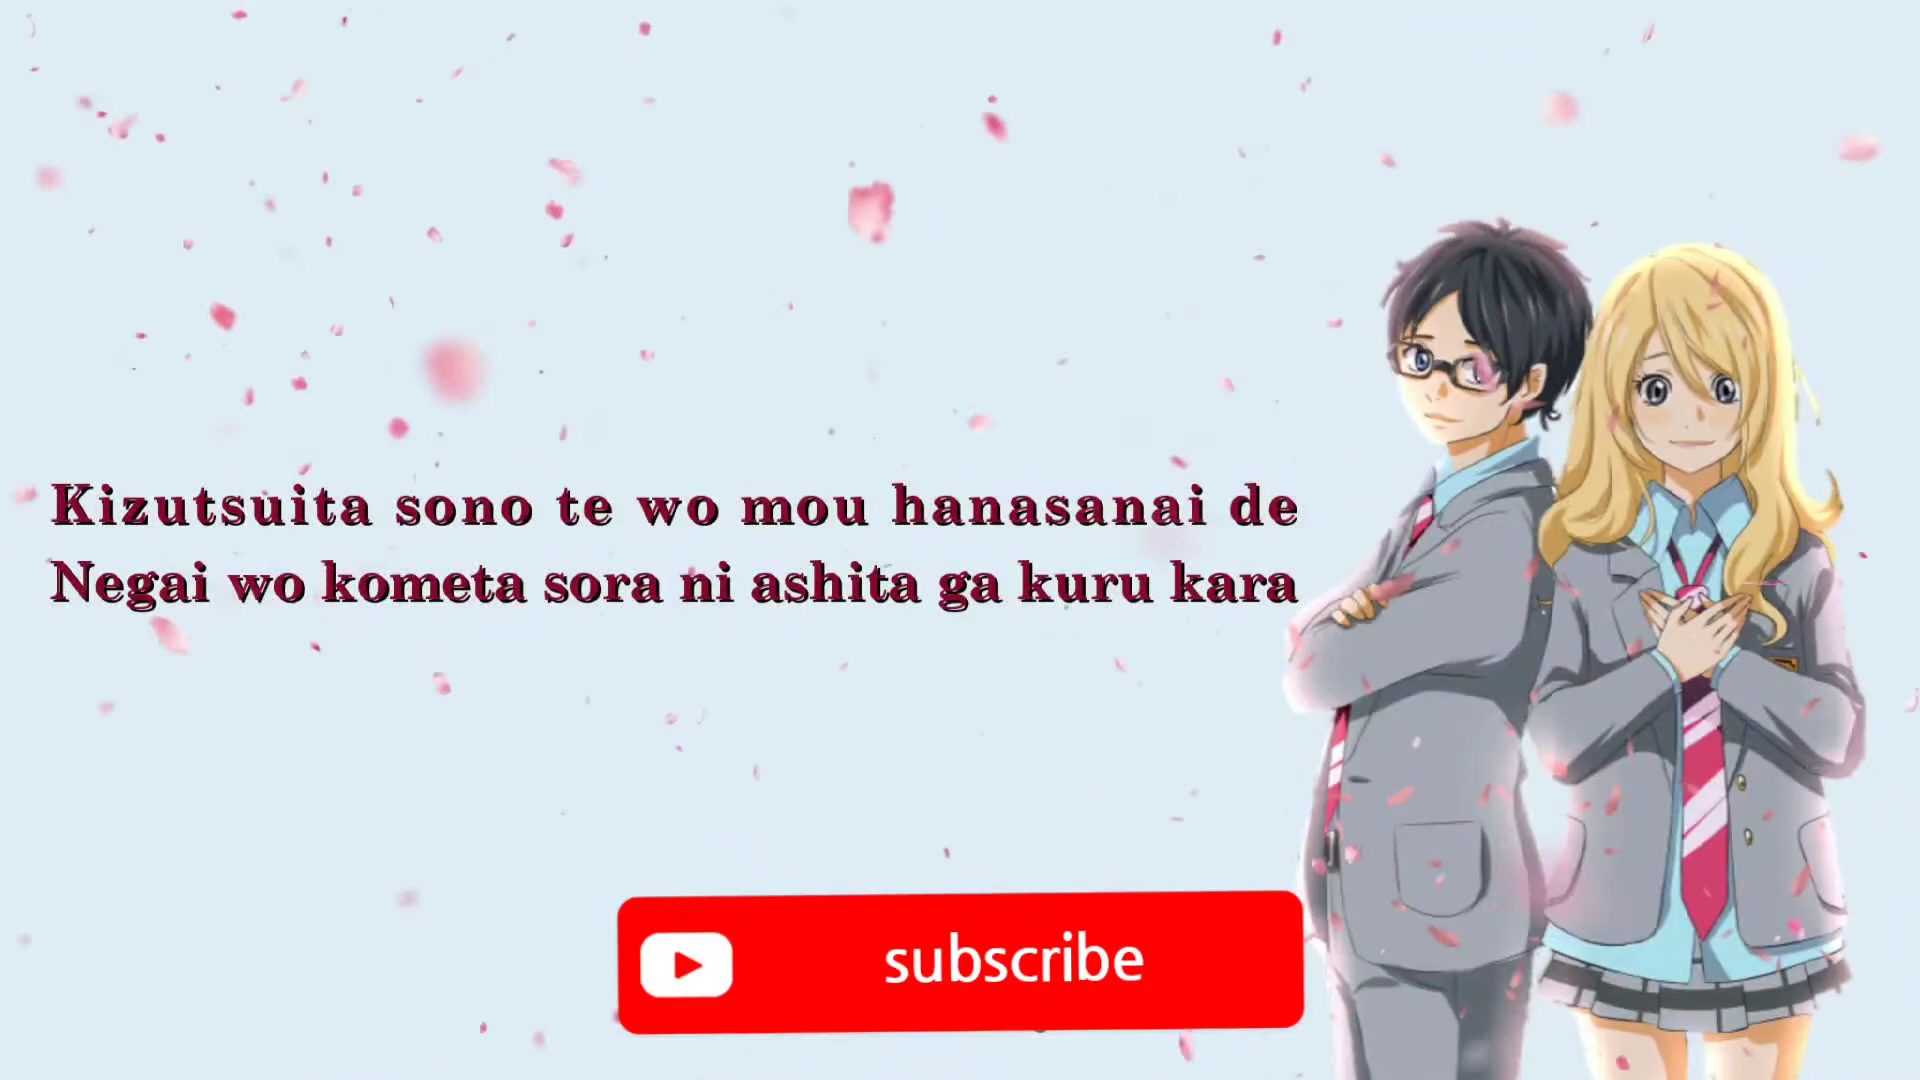 Kizutsuita sono te wo mou hanasanai de
Negai wo kometa sora ni ashita ga kuru kara
subscribe